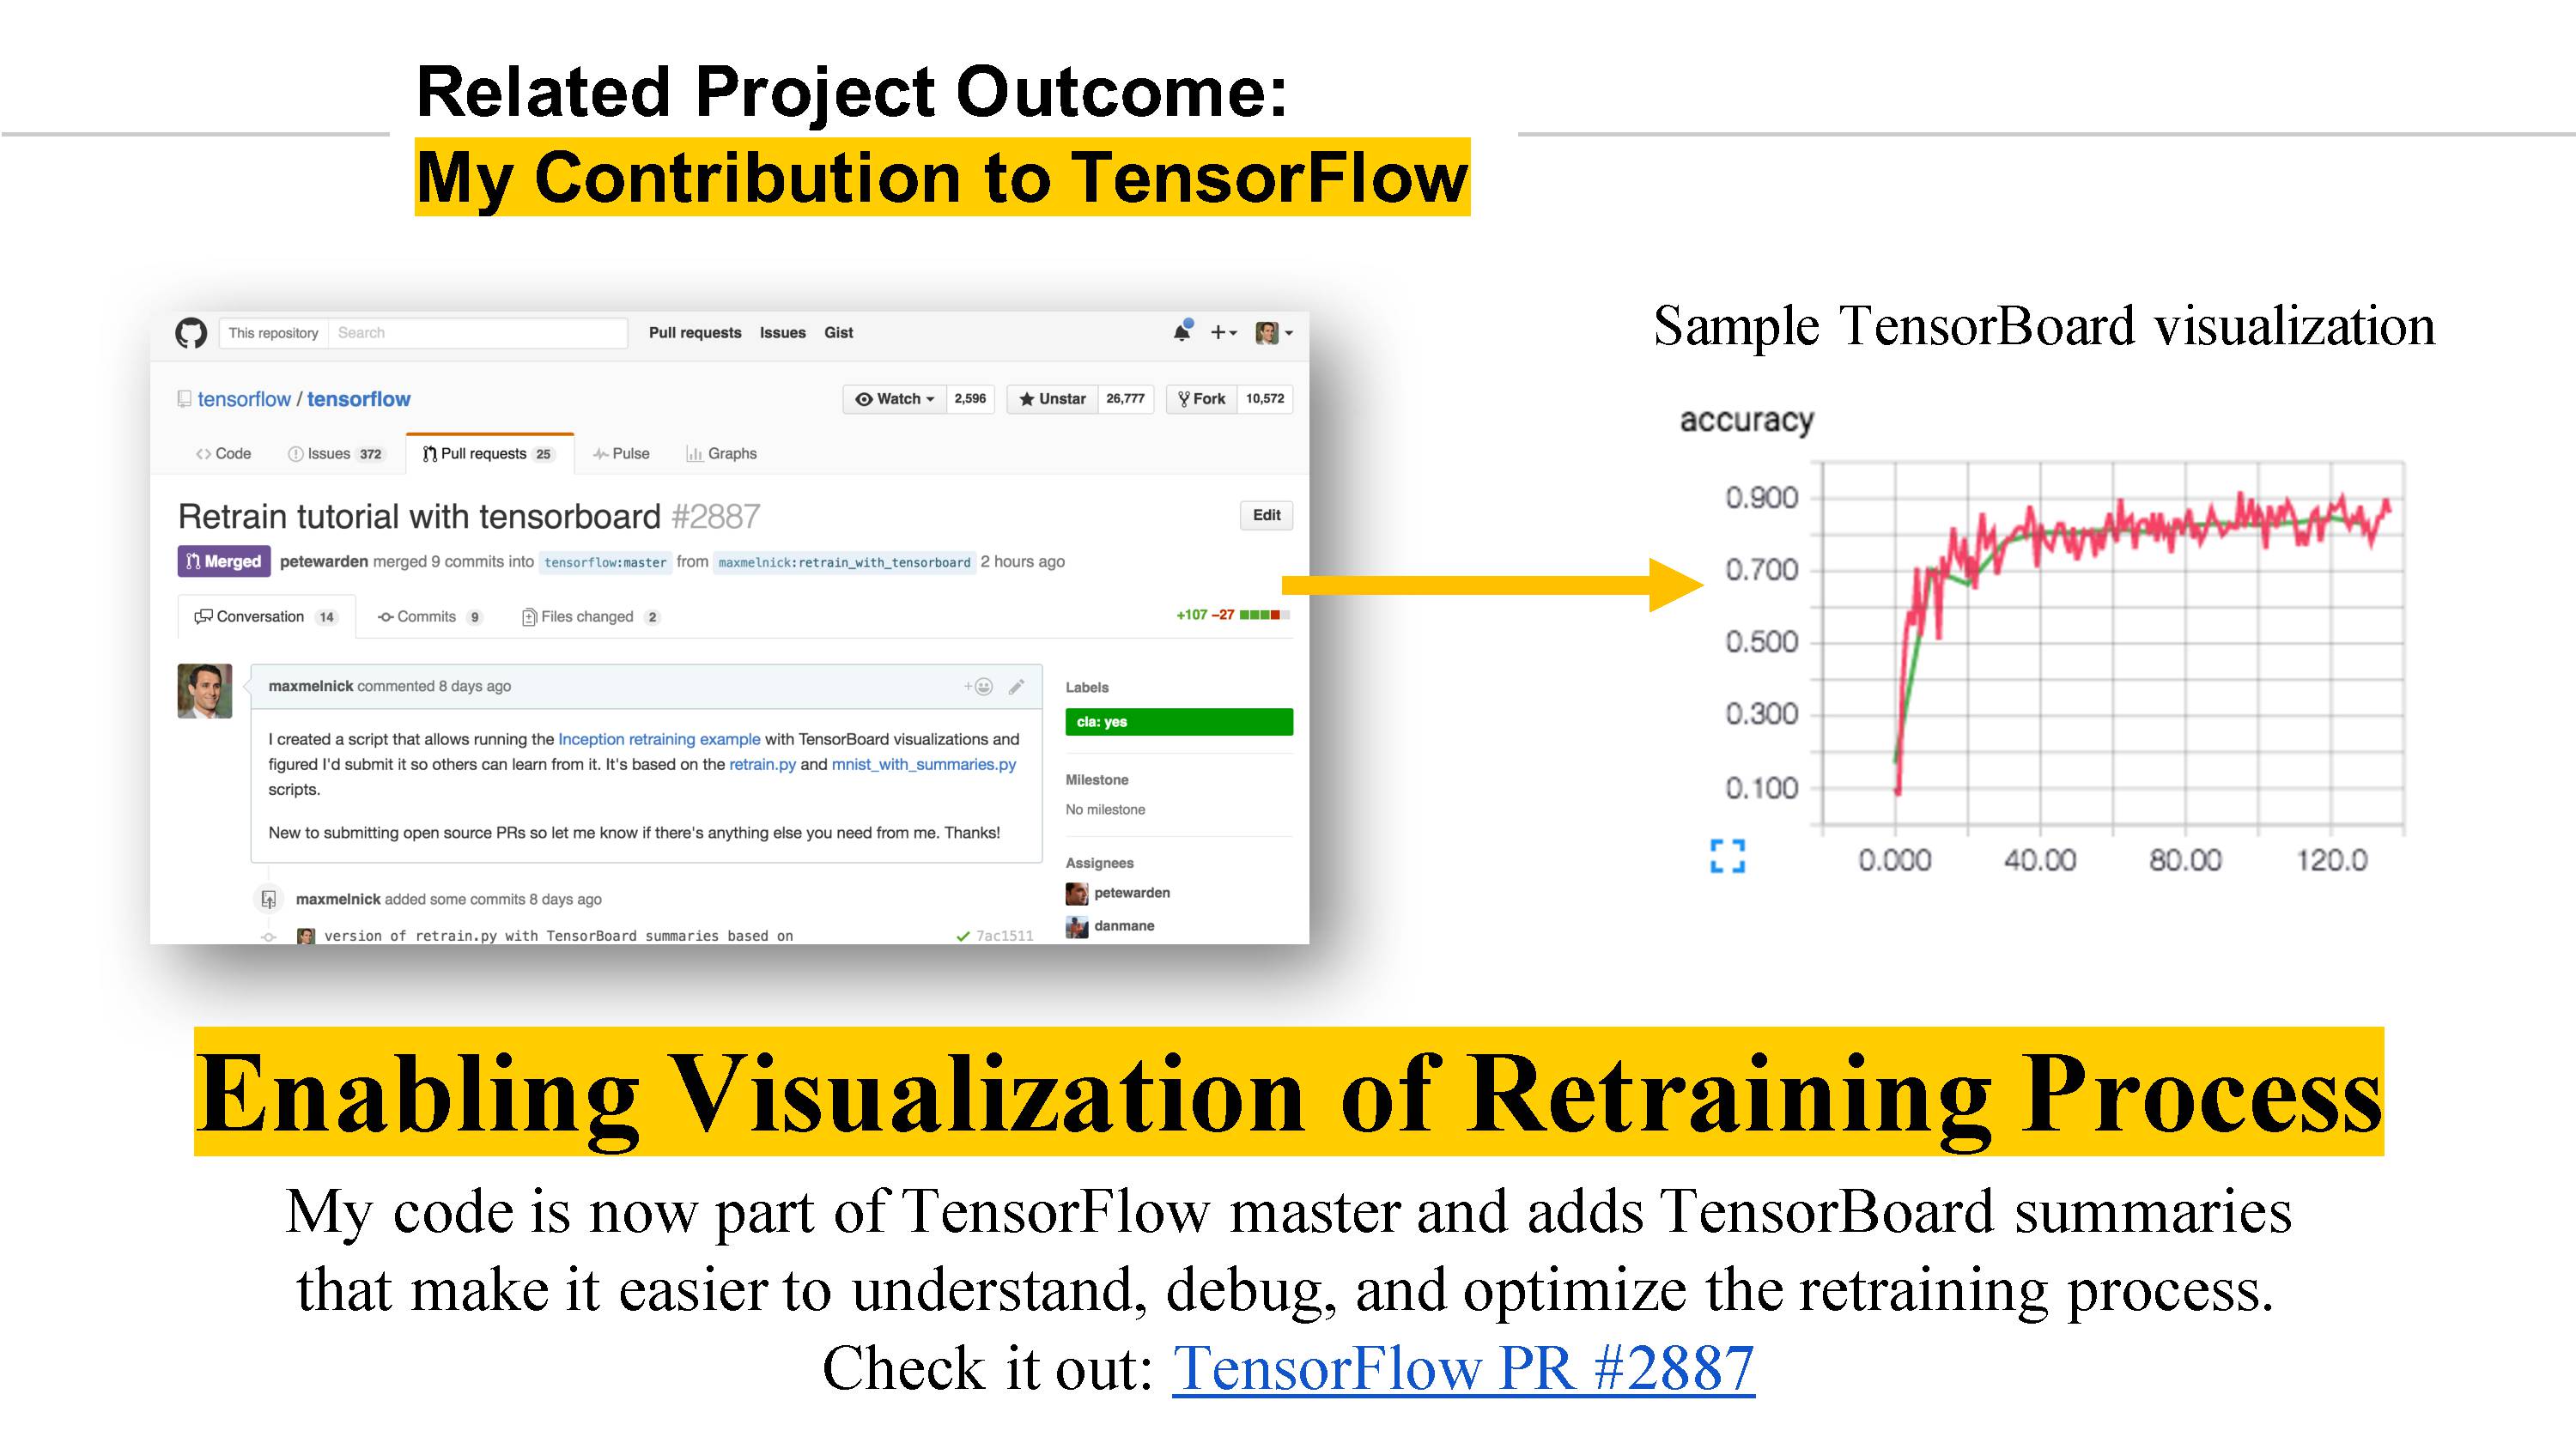 Related Project Outcome:
My Contribution to TensorFlow
This repository Search Pull requests Issues Gist
tensorflow / tensorflow Watch 2,596 Unstar 26,777 Fork 10,572
Code Issues 372 Pull requests 25 Pulse Graphs
Retrain tutorial with tensorboard #2887 Edit
Merged petewarden merged 9 commits into tensorflow:master from maxmelnick:retrain_with_tensorboard 2 hours ago
Conversation 14 Commits 9 Files changed 2 +107 −27
maxmelnick commented 8 days ago
I created a script that allows running the Inception retraining example with TensorBoard visualizations and
figured I'd submit it so others can learn from it. It's based on the retrain.py and mnist_with_summaries.py
scripts.
New to submitting open source PRs so let me know if there's anything else you need from me. Thanks!
maxmelnick added some commits 8 days ago
version of retrain.py with TensorBoard summaries based on 7ac1511
Labels
cla: yes
Milestone
No milestone
Assignees
petewarden
danmane
Sample TensorBoard visualization
accuracy
0.900
0.700
0.500
0.300
0.100
0.000 40.00 80.00 120.0
Enabling Visualization of Retraining Process
My code is now part of TensorFlow master and adds TensorBoard summaries
that make it easier to understand, debug, and optimize the retraining process.
Check it out: TensorFlow PR #2887